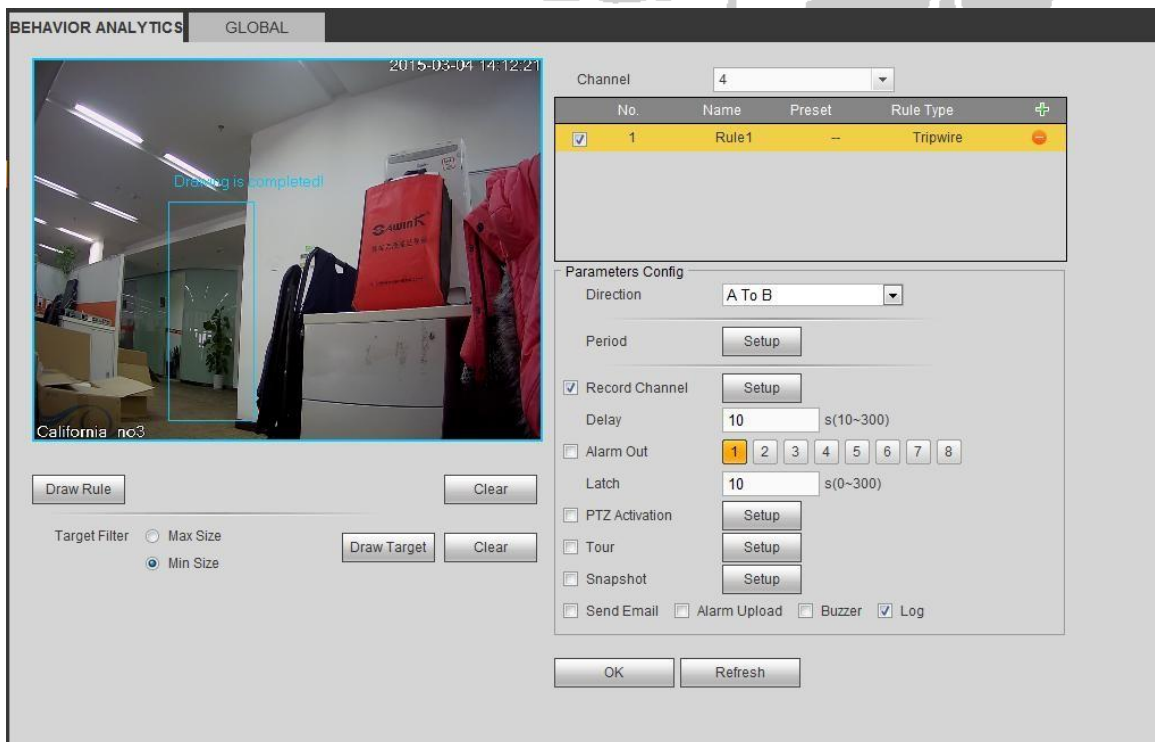 BEHAVIOR ANALYTICS GLOBAL
2015-03-04 14:12:21
Drawing is completed!
SAWINK
California no3
Draw Rule Clear
Target Filter Max Size
Min Size
Draw Target Clear
Channel 4
No. Name Preset Rule Type
1 Rule1 -- Tripwire
Parameters Config
Direction A To B
Period Setup
Record Channel Setup
Delay 10 s(10~300)
Alarm Out 1 2 3 4 5 6 7 8
Latch 10 s(0~300)
PTZ Activation Setup
Tour Setup
Snapshot Setup
Send Email Alarm Upload Buzzer Log
OK Refresh